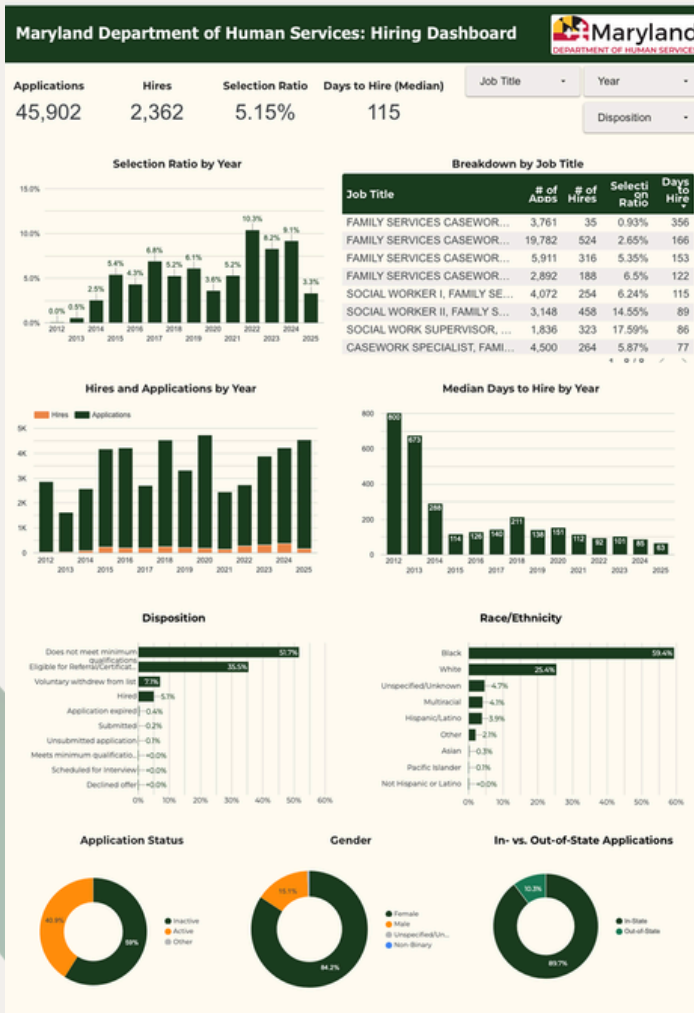 Maryland Department of Human Services: Hiring Dashboard
Maryland
DEPARTMENT OF HUMAN SERVICES
Applications
45,902
Hires
2,362
Selection Ratio
5.15%
Days to Hire (Median)
115
Job Title
Year
Disposition
Selection Ratio by Year
15.0%
10.0%
5.0%
0.0%
0.0% 0.5% 2.5% 5.4% 4.3% 6.8% 5.2% 6.1% 3.6% 5.2% 10.3% 8.2% 9.1% 3.3%
2012 2013 2014 2015 2016 2017 2018 2019 2020 2021 2022 2023 2024 2025
Breakdown by Job Title
Job Title # of Apps # of Hires Selecti on Ratio Days to Hire
FAMILY SERVICES CASEWOR... 3,761 35 0.93% 356
FAMILY SERVICES CASEWOR... 19,782 524 2.65% 166
FAMILY SERVICES CASEWOR... 5,911 316 5.35% 153
FAMILY SERVICES CASEWOR... 2,892 188 6.5% 122
SOCIAL WORKER I, FAMILY SE... 4,072 254 6.24% 115
SOCIAL WORKER II, FAMILY S... 3,148 458 14.55% 89
SOCIAL WORK SUPERVISOR, ... 1,836 323 17.59% 86
CASEWORK SPECIALIST, FAMI... 4,500 264 5.87% 77
Hires and Applications by Year
Hires Applications
5K
4K
3K
2K
1K
0
2012 2013 2014 2015 2016 2017 2018 2019 2020 2021 2022 2023 2024 2025
Median Days to Hire by Year
800
600
400
200
0
800 673 288 114 126 140 211 138 151 112 92 101 85 63
2012 2013 2014 2015 2016 2017 2018 2019 2020 2021 2022 2023 2024 2025
Disposition
Does not meet minimum qualifications 51.7%
Eligible for Referral/Certificat... 35.5%
Voluntary withdrew from list 7.1%
Hired 5.1%
Application expired 0.4%
Submitted 0.2%
Unsubmitted application 0.1%
Meets minimum qualificatio... <0.0%
Scheduled for Interview <0.0%
Declined offer <0.0%
0% 10% 20% 30% 40% 50% 60%
Race/Ethnicity
Black 59.4%
White 25.4%
Unspecified/Unknown 4.7%
Multiracial 4.1%
Hispanic/Latino 3.9%
Other 2.1%
Asian 0.3%
Pacific Islander 0.1%
Not Hispanic or Latino <0.0%
0% 10% 20% 30% 40% 50% 60%
Application Status
40.9%
59%
Inactive
Active
Other
Gender
15.1%
84.2%
Female
Male
Unspecified/Un...
Non-Binary
In- vs. Out-of-State Applications
10.3%
89.7%
In-State
Out-of-State